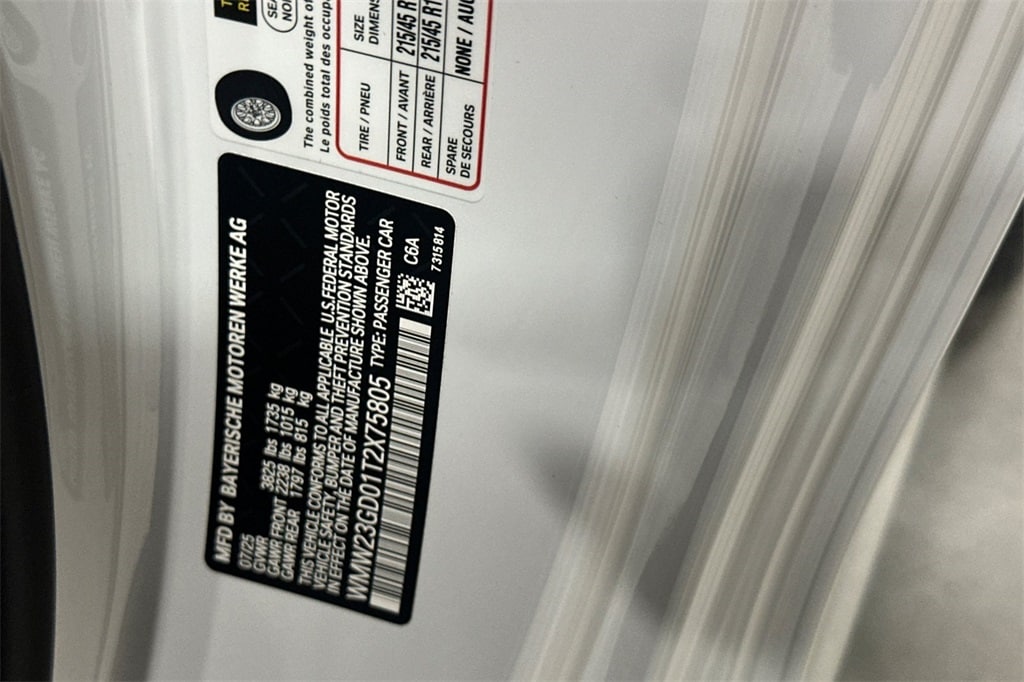 The combined weight of
Le poids total des occup
TIRE / PNEU
SIZE
DIMENS
FRONT / AVANT
215/45 R1
REAR / ARRIÈRE
215/45 R1
SPARE
DE SECOURS
NONE / AUC
MFD BY BAYERISCHE MOTOREN WERKE AG
07/25
GVWR 3825 lbs 1735 kg
GAWR FRONT 2238 lbs 1015 kg
GAWR REAR 1797 lbs 815 kg
THIS VEHICLE CONFORMS TO ALL APPLICABLE U.S.FEDERAL MOTOR
VEHICLE SAFETY, BUMPER AND THEFT PREVENTION STANDARDS
IN EFFECT ON THE DATE OF MANUFACTURE SHOWN ABOVE.
WMW23GD01T2X75805 TYPE: PASSENGER CAR
C6A
7315814